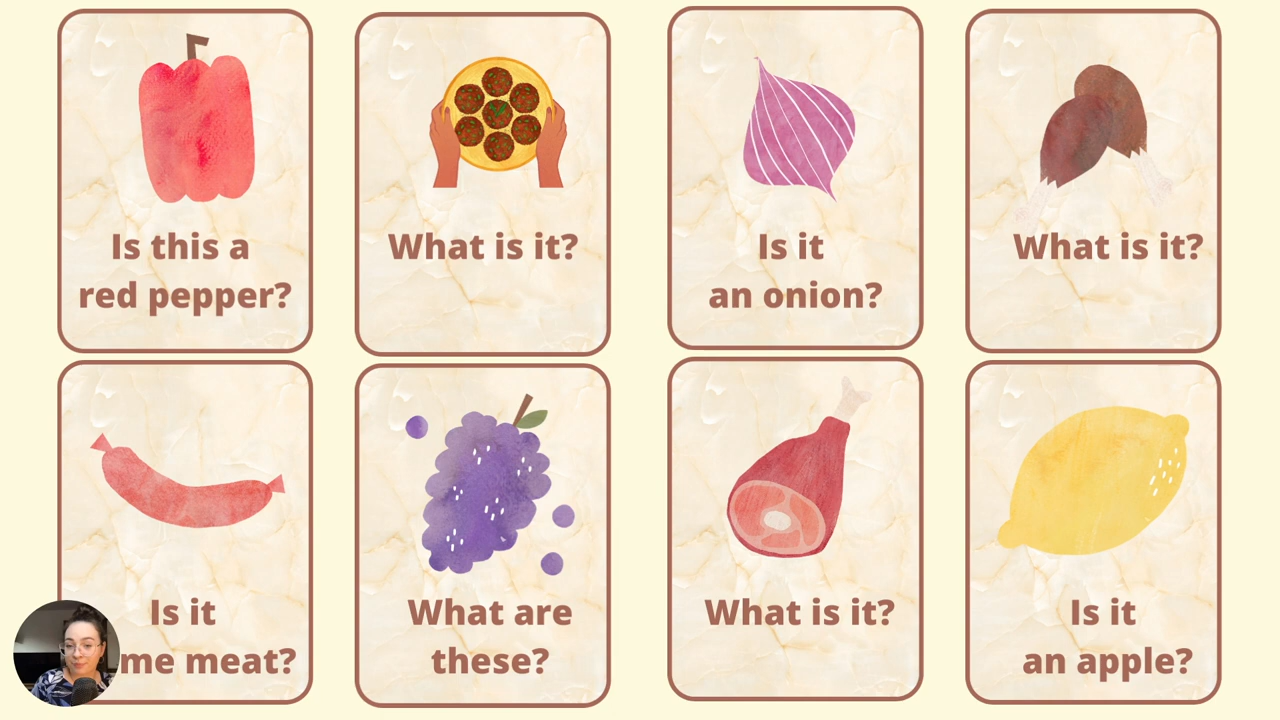 Is this a
red pepper?
What is it?
Is it
an onion?
What is it?
Is it
me meat?
What are
these?
What is it?
Is it
an apple?